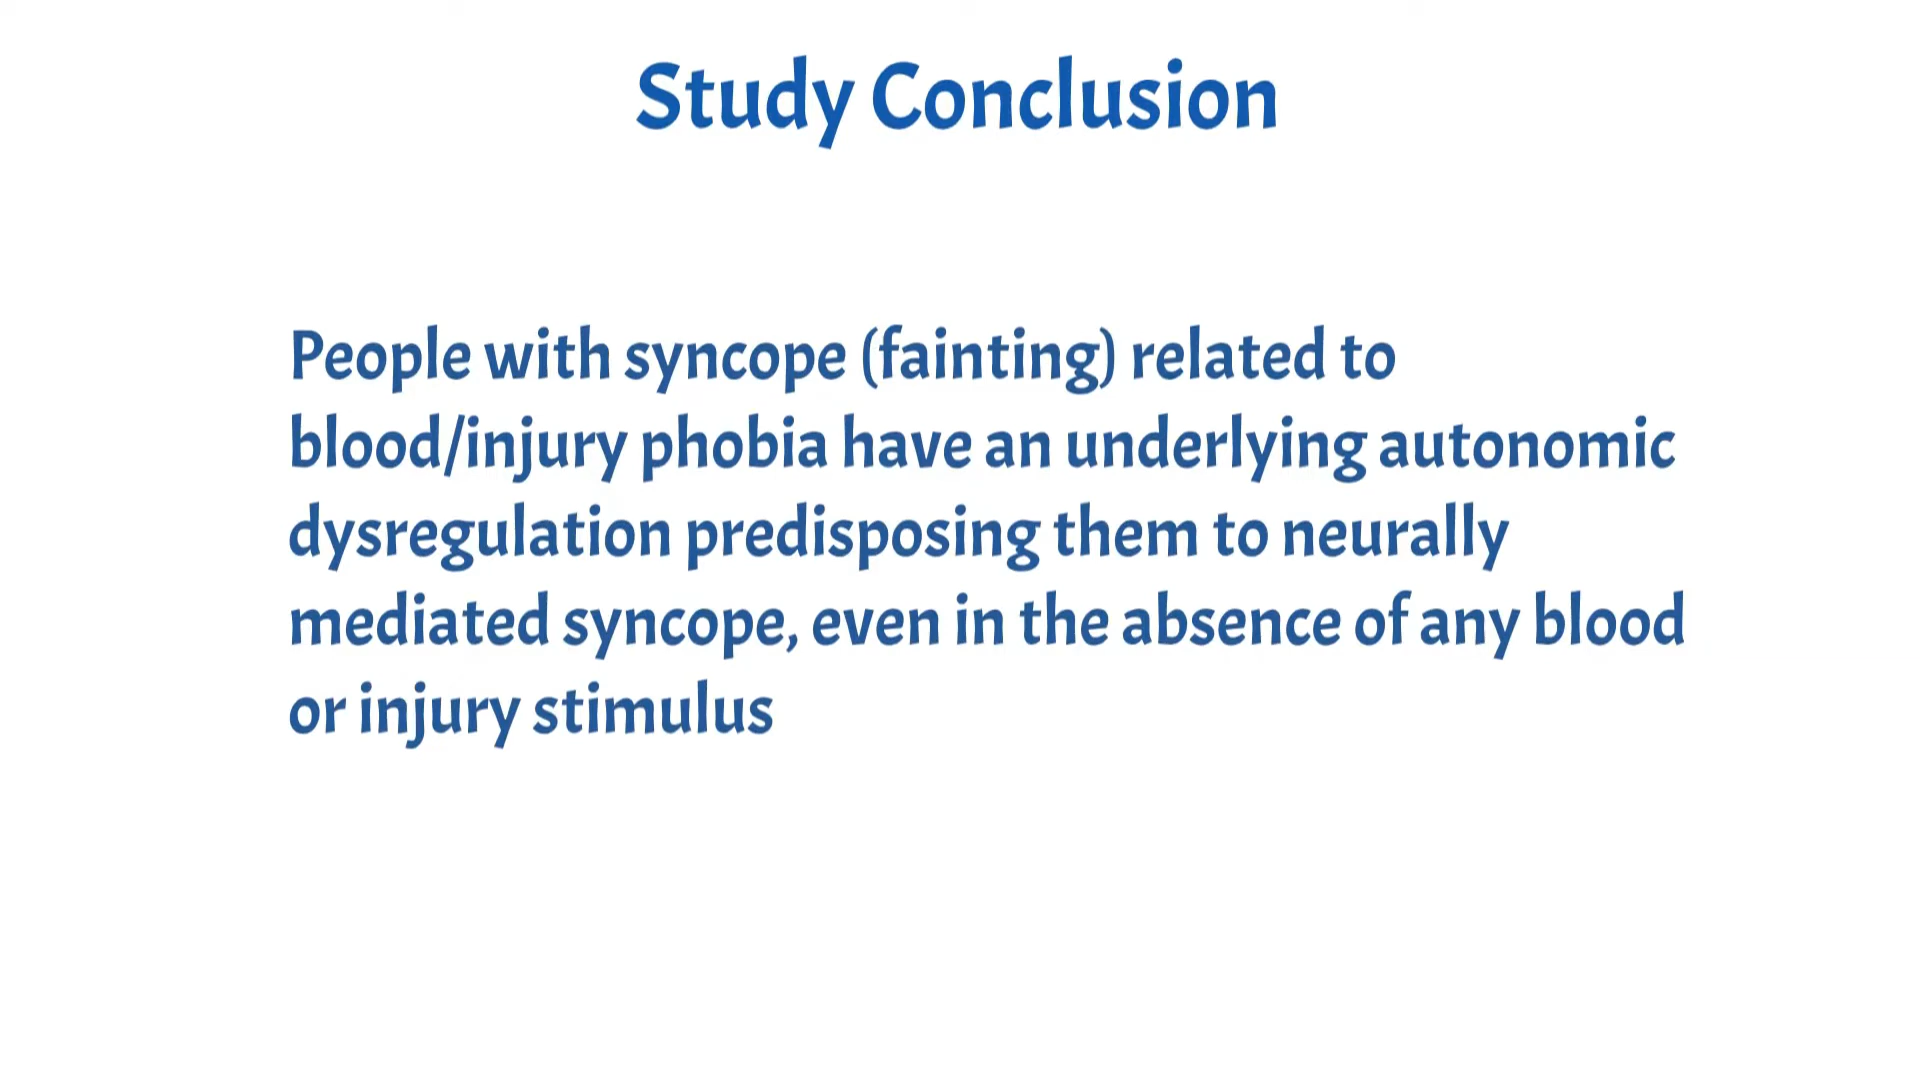 Study Conclusion
People with syncope (fainting) related to
blood/injury phobia have an underlying autonomic
dysregulation predisposing them to neurally
mediated syncope, even in the absence of any blood
or injury stimulus